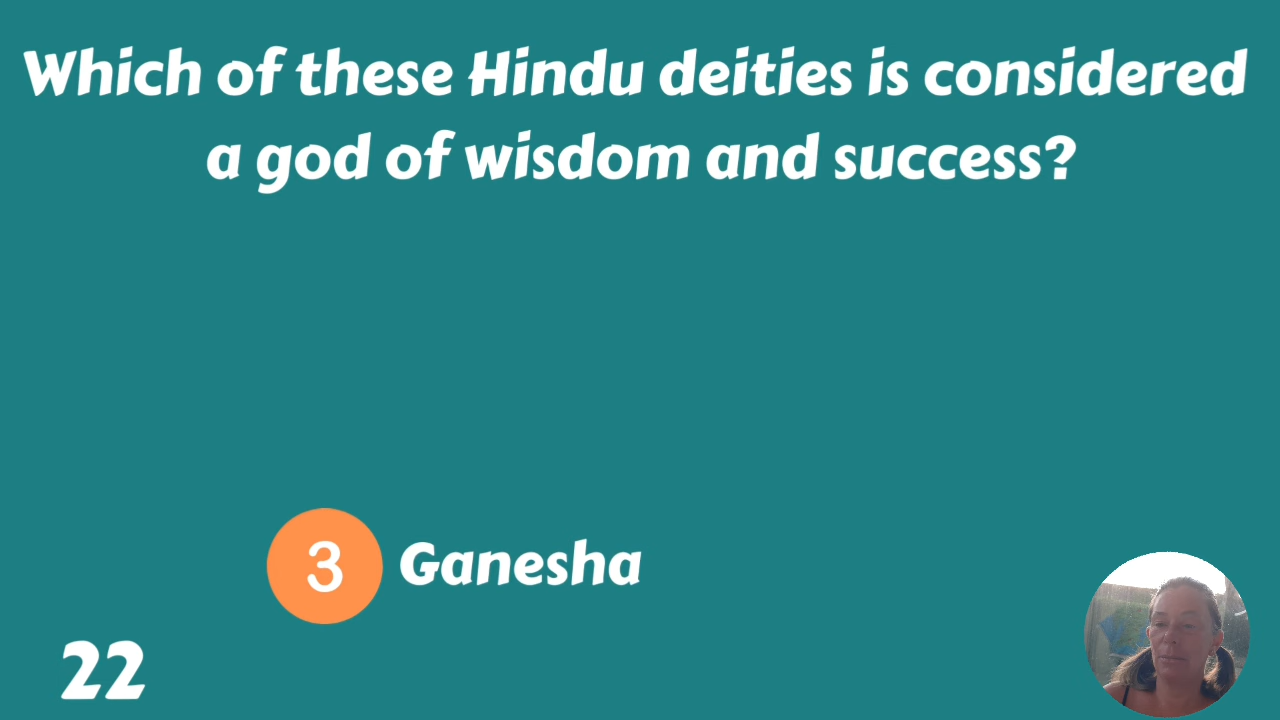 Which of these Hindu deities is considered
a god of wisdom and success?
3 Ganesha
22